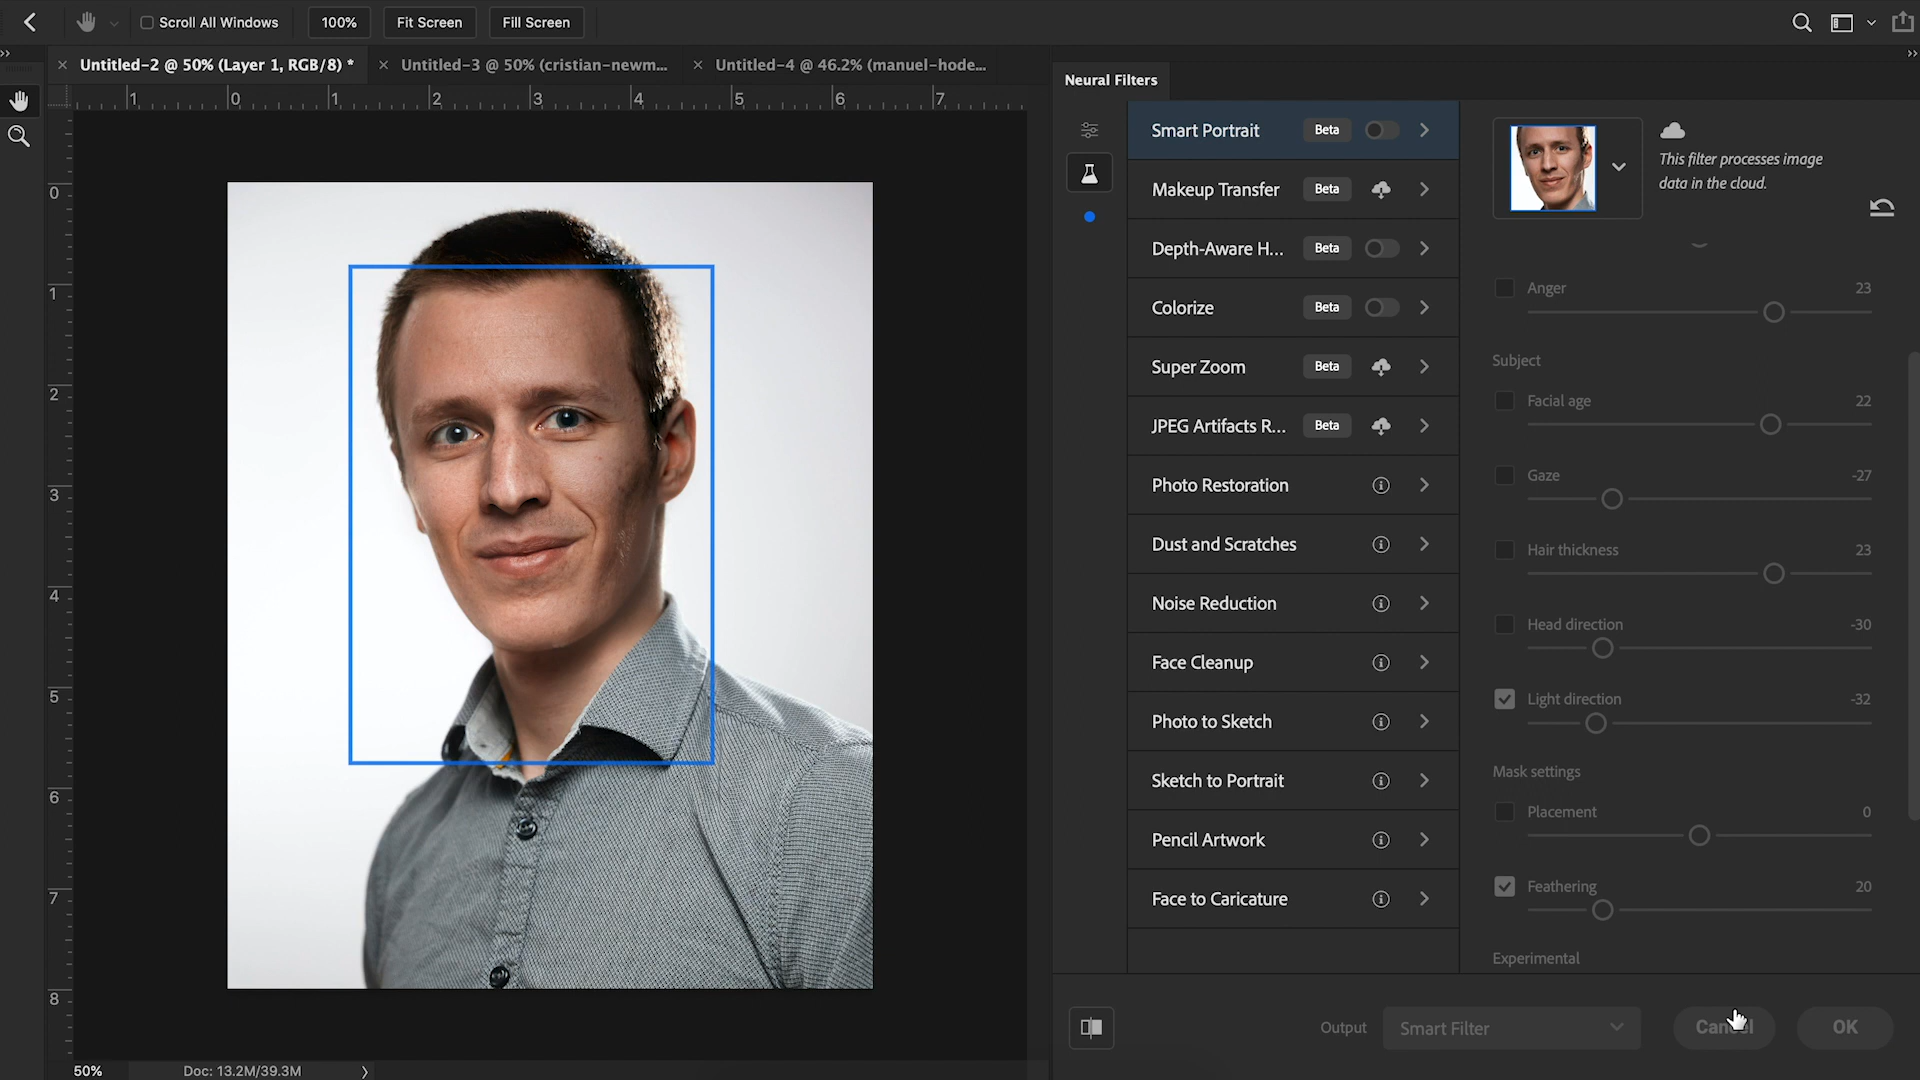 Scroll All Windows 100% Fit Screen Fill Screen
Untitled-2 @ 50% (Layer 1, RGB/8) * Untitled-3 @ 50% (cristian-newm... Untitled-4 @ 46.2% (manuel-hode...
1 0 1 2 3 4 5 6 7
0
1
2
3
4
5
6
7
8
50% Doc: 13.2M/39.3M
Neural Filters
Smart Portrait Beta
Makeup Transfer Beta
Depth-Aware H... Beta
Colorize Beta
Super Zoom Beta
JPEG Artifacts R... Beta
Photo Restoration
Dust and Scratches
Noise Reduction
Face Cleanup
Photo to Sketch
Sketch to Portrait
Pencil Artwork
Face to Caricature
This filter processes image
data in the cloud.
Anger 23
Subject
Facial age 22
Gaze -27
Hair thickness 23
Head direction -30
Light direction -32
Mask settings
Placement 0
Feathering 20
Experimental
Output Smart Filter Cancel OK